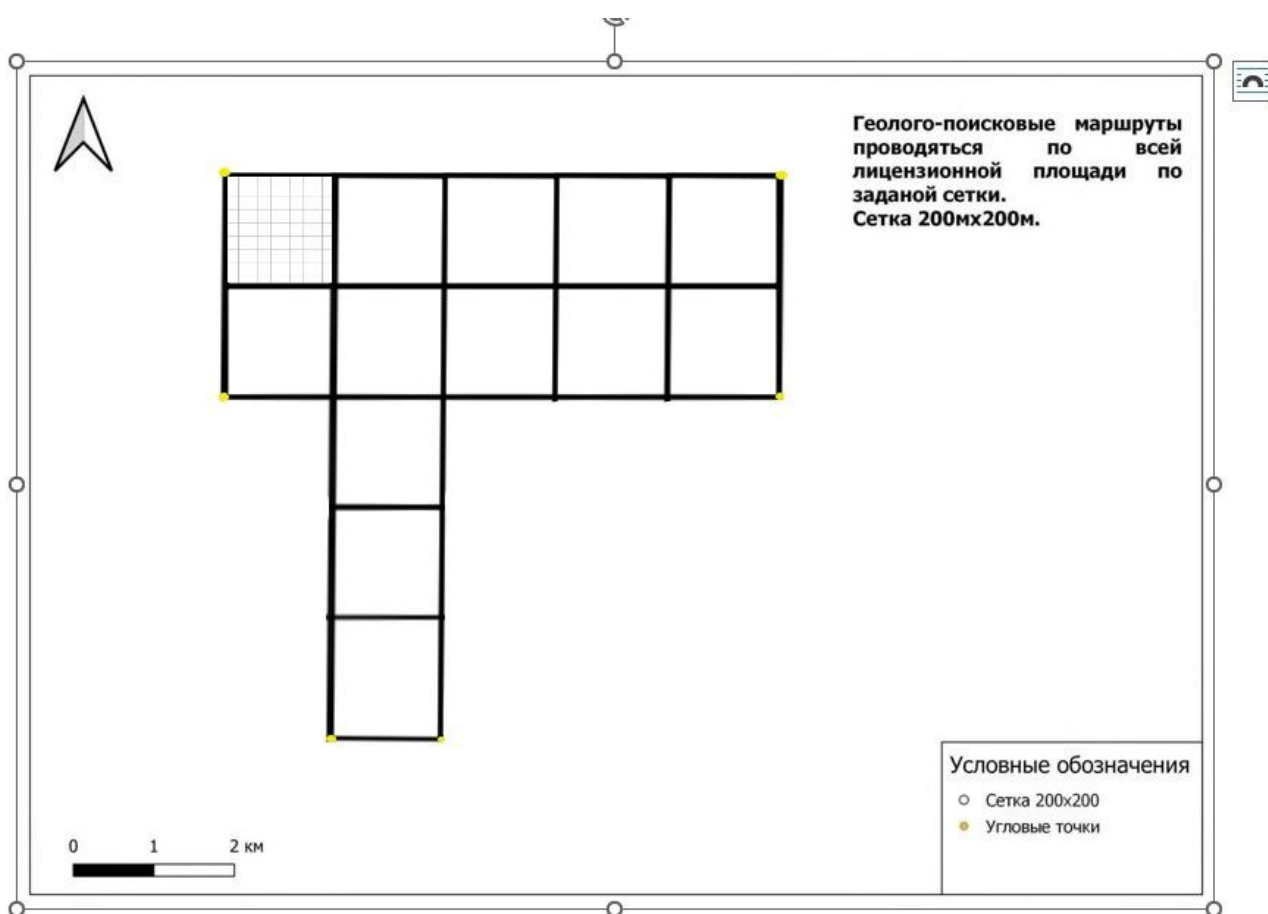 Геолого-поисковые маршруты
проводяться по всей
лицензионной площади по
заданой сетки.
Сетка 200мх200м.
Условные обозначения
Сетка 200х200
Угловые точки
0 1 2 км